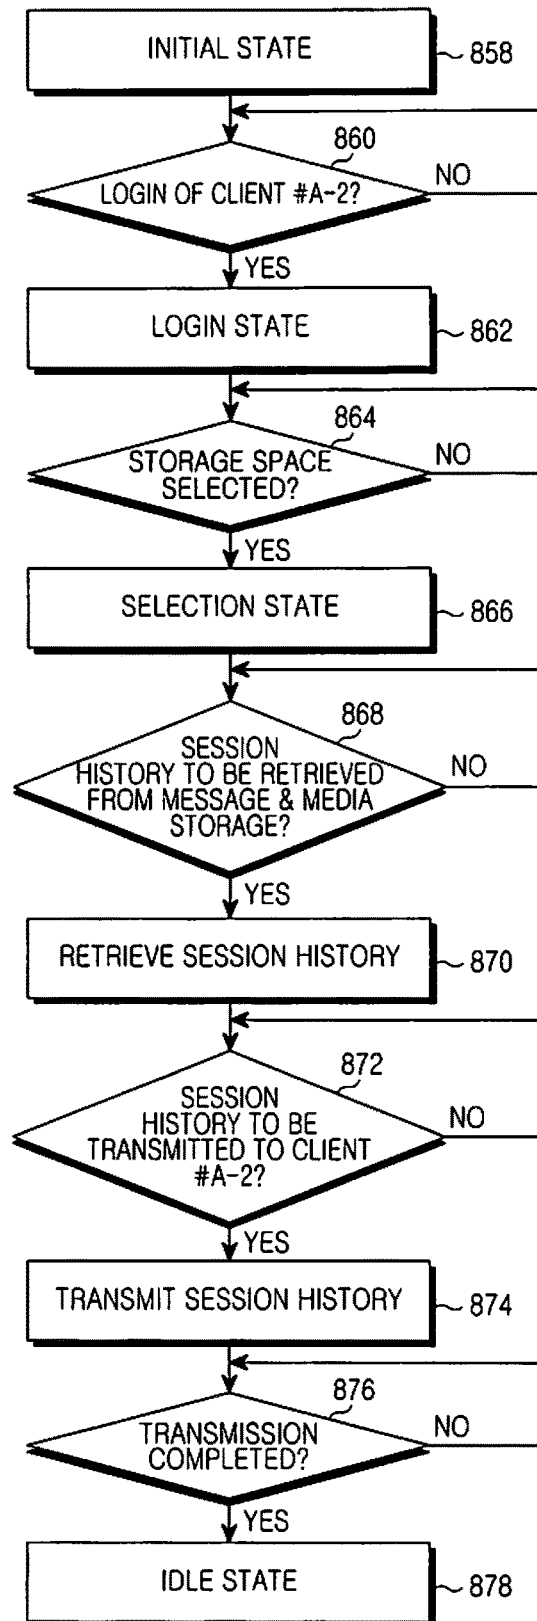 INITIAL STATE
858
860
LOGIN OF CLIENT #A-2?
NO
YES
LOGIN STATE
862
864
STORAGE SPACE
SELECTED?
NO
YES
SELECTION STATE
866
868
SESSION
HISTORY TO BE RETRIEVED
FROM MESSAGE & MEDIA
STORAGE?
NO
YES
RETRIEVE SESSION HISTORY
870
872
SESSION
HISTORY TO BE
TRANSMITTED TO CLIENT
#A-2?
NO
YES
TRANSMIT SESSION HISTORY
874
876
TRANSMISSION
COMPLETED?
NO
YES
IDLE STATE
878